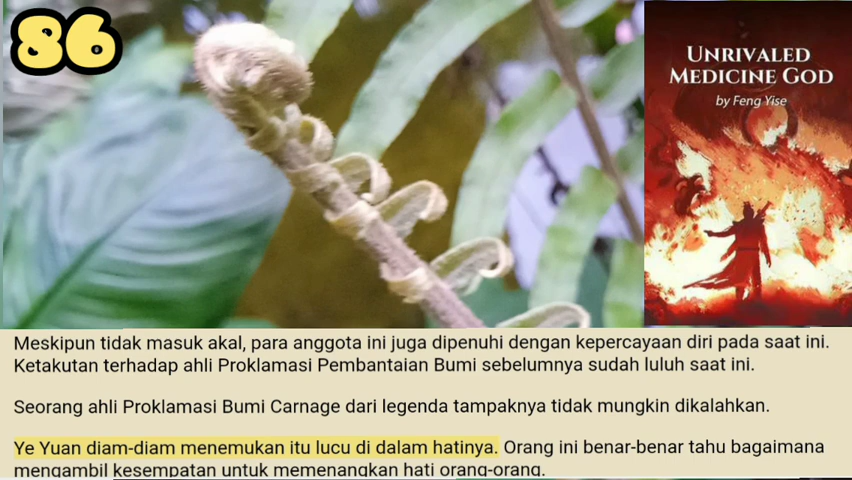 86
UNRIVALED
MEDICINE GOD
by Feng Yise
Meskipun tidak masuk akal, para anggota ini juga dipenuhi dengan kepercayaan diri pada saat ini.
Ketakutan terhadap ahli Proklamasi Pembantaian Bumi sebelumnya sudah luluh saat ini.
Seorang ahli Proklamasi Bumi Carnage dari legenda tampaknya tidak mungkin dikalahkan.
Ye Yuan diam-diam menemukan itu lucu di dalam hatinya. Orang ini benar-benar tahu bagaimana
mengambil kesempatan untuk memenangkan hati orang-orang.